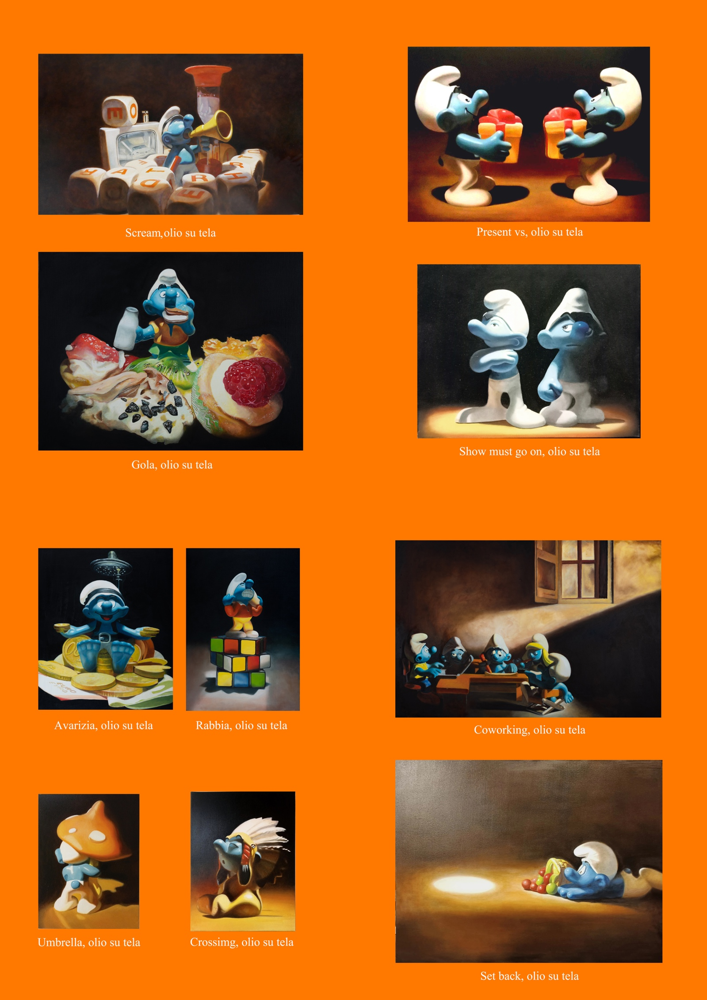 E O
R A T F
D R E H
R T O
Scream,olio su tela
Present vs, olio su tela
Gola, olio su tela
Show must go on, olio su tela
EURO
Avarizia, olio su tela
Rabbia, olio su tela
Coworking, olio su tela
Umbrella, olio su tela
Crossimg, olio su tela
Set back, olio su tela